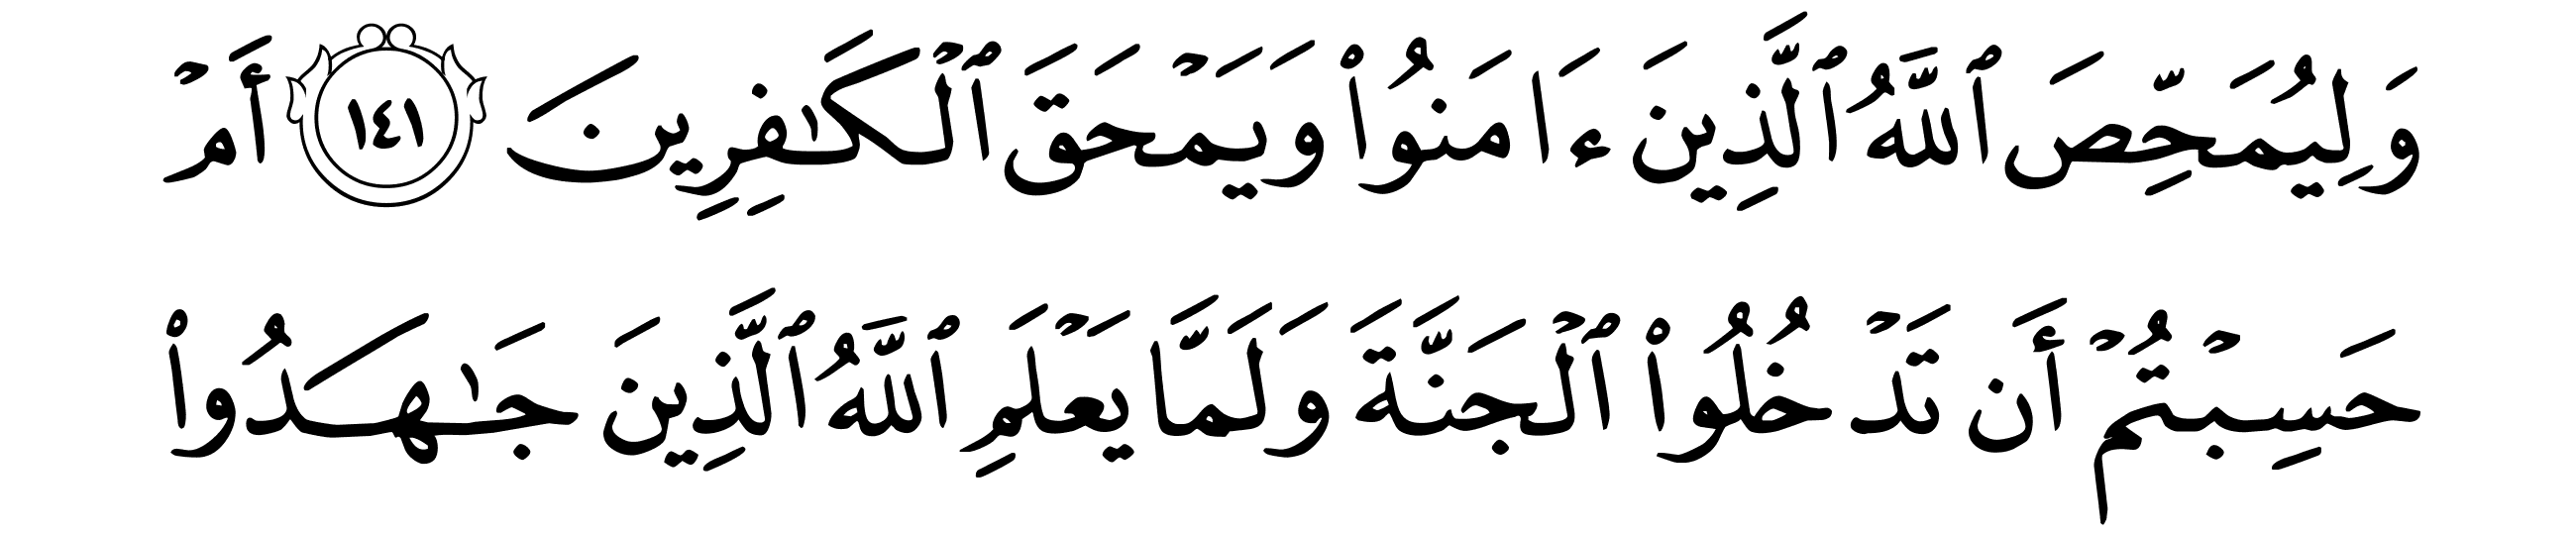 وَلِيُمَحِّصَ ٱللَّهُ ٱلَّذِينَ ءَامَنُوا۟ وَيَمْحَقَ ٱلْكَـٰفِرِينَ ١٤١ أَمْ
حَسِبْتُمْ أَن تَدْخُلُوا۟ ٱلْجَنَّةَ وَلَمَّا يَعْلَمِ ٱللَّهُ ٱلَّذِينَ جَـٰهَدُوا۟